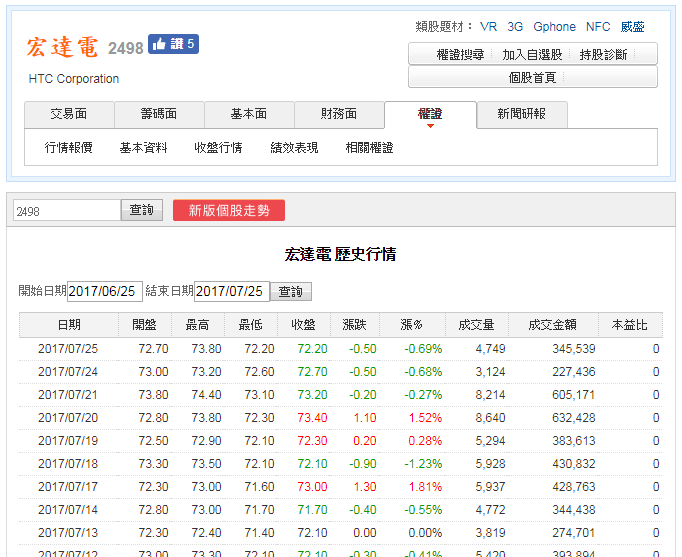 類股題材： VR 3G Gphone NFC 威盛
宏達電 2498 讚 5
權證搜尋 加入自選股 持股診斷
HTC Corporation
個股首頁
交易面 籌碼面 基本面 財務面 權證 新聞研報
行情報價 基本資料 收盤行情 績效表現 相關權證
2498 查詢 新版個股走勢
宏達電 歷史行情
開始日期 2017/06/25 結束日期 2017/07/25 查詢
日期 開盤 最高 最低 收盤 漲跌 漲% 成交量 成交金額 本益比
2017/07/25 72.70 73.80 72.20 72.20 -0.50 -0.69% 4,749 345,539 0
2017/07/24 73.00 73.20 72.60 72.70 -0.50 -0.68% 3,124 227,436 0
2017/07/21 73.80 74.40 73.10 73.20 -0.20 -0.27% 8,214 605,171 0
2017/07/20 72.80 73.80 72.30 73.40 1.10 1.52% 8,640 632,428 0
2017/07/19 72.50 72.90 72.10 72.30 0.20 0.28% 5,294 383,613 0
2017/07/18 73.30 73.50 72.10 72.10 -0.90 -1.23% 5,928 430,832 0
2017/07/17 72.30 73.00 71.60 73.00 1.30 1.81% 5,937 428,763 0
2017/07/14 72.80 73.00 71.70 71.70 -0.40 -0.55% 4,772 344,438 0
2017/07/13 72.30 72.40 71.40 72.10 0.00 0.00% 3,819 274,701 0
2017/07/12 73.00 73.30 72.10 72.10 -0.30 -0.41% 5,420 393,894 0